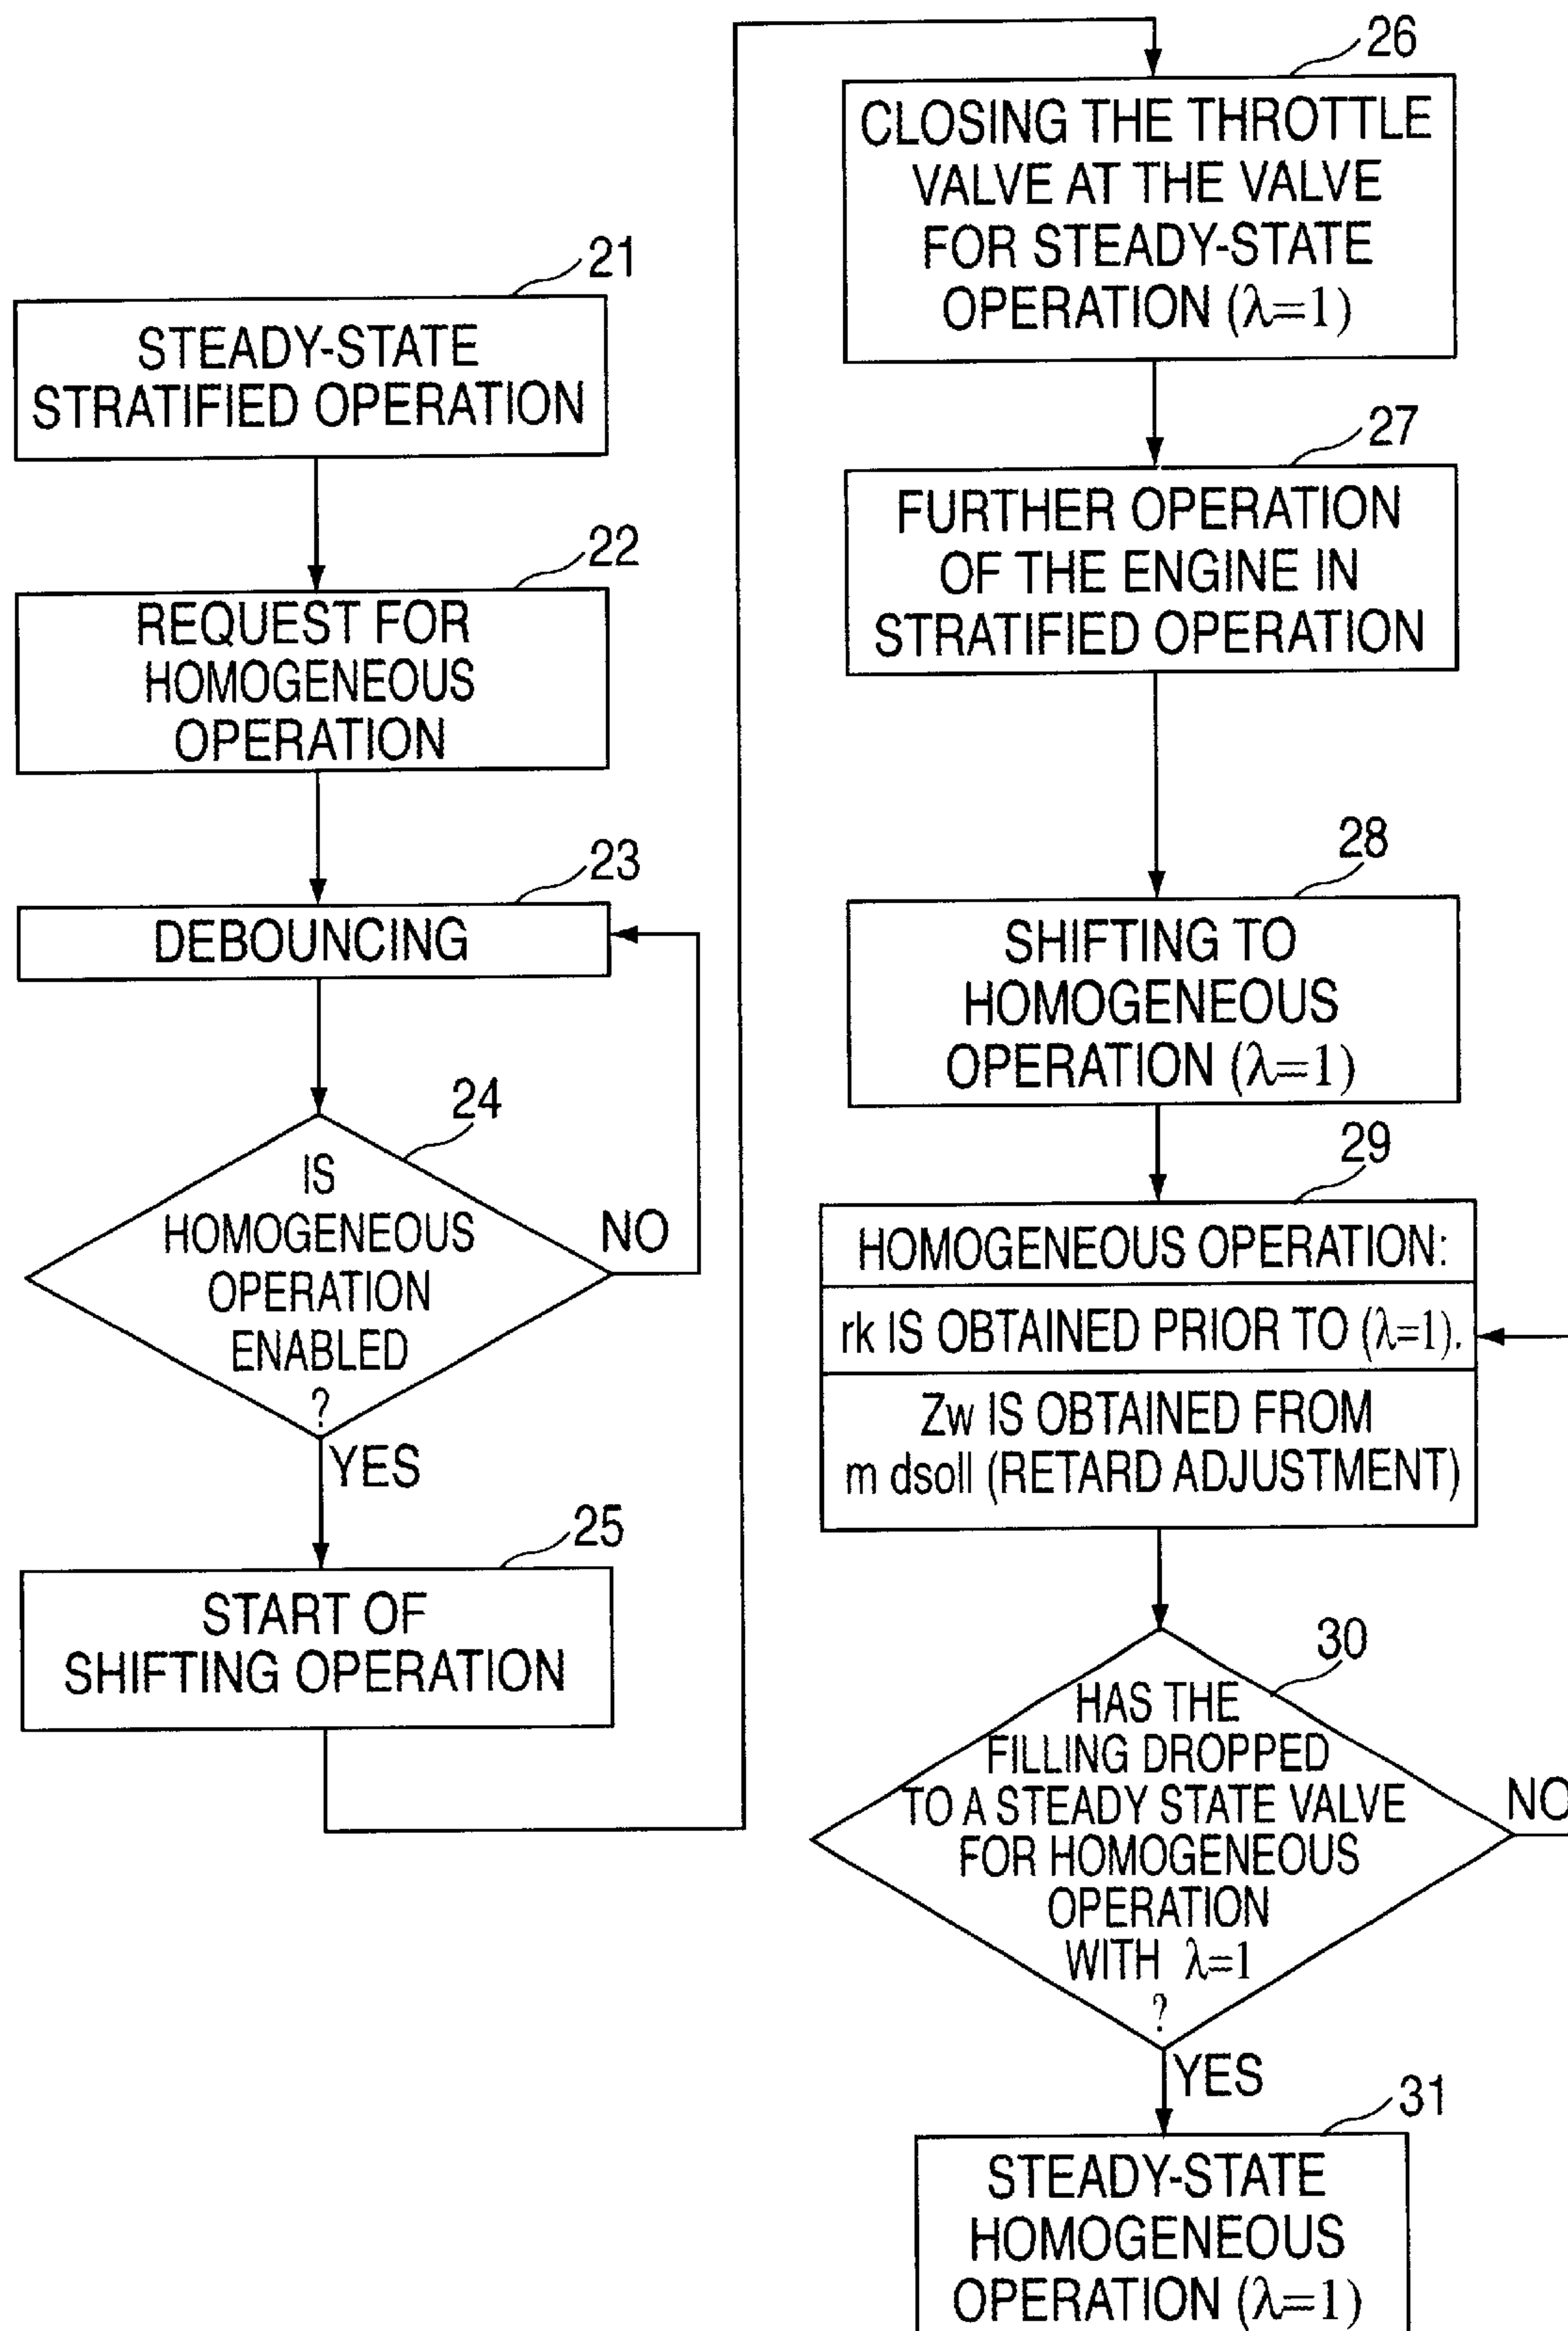 21
STEADY-STATE
STRATIFIED OPERATION
22
REQUEST FOR
HOMOGENEOUS
OPERATION
23
DEBOUNCING
24
IS
HOMOGENEOUS
OPERATION
ENABLED
?
NO
YES
25
START OF
SHIFTING OPERATION
26
CLOSING THE THROTTLE
VALVE AT THE VALVE
FOR STEADY-STATE
OPERATION (λ=1)
27
FURTHER OPERATION
OF THE ENGINE IN
STRATIFIED OPERATION
28
SHIFTING TO
HOMOGENEOUS
OPERATION (λ=1)
29
HOMOGENEOUS OPERATION:
rk IS OBTAINED PRIOR TO (λ=1).
Zw IS OBTAINED FROM
m dsoll (RETARD ADJUSTMENT)
30
HAS THE
FILLING DROPPED
TO A STEADY STATE VALVE
FOR HOMOGENEOUS
OPERATION
WITH λ=1
?
NO
YES
31
STEADY-STATE
HOMOGENEOUS
OPERATION (λ=1)